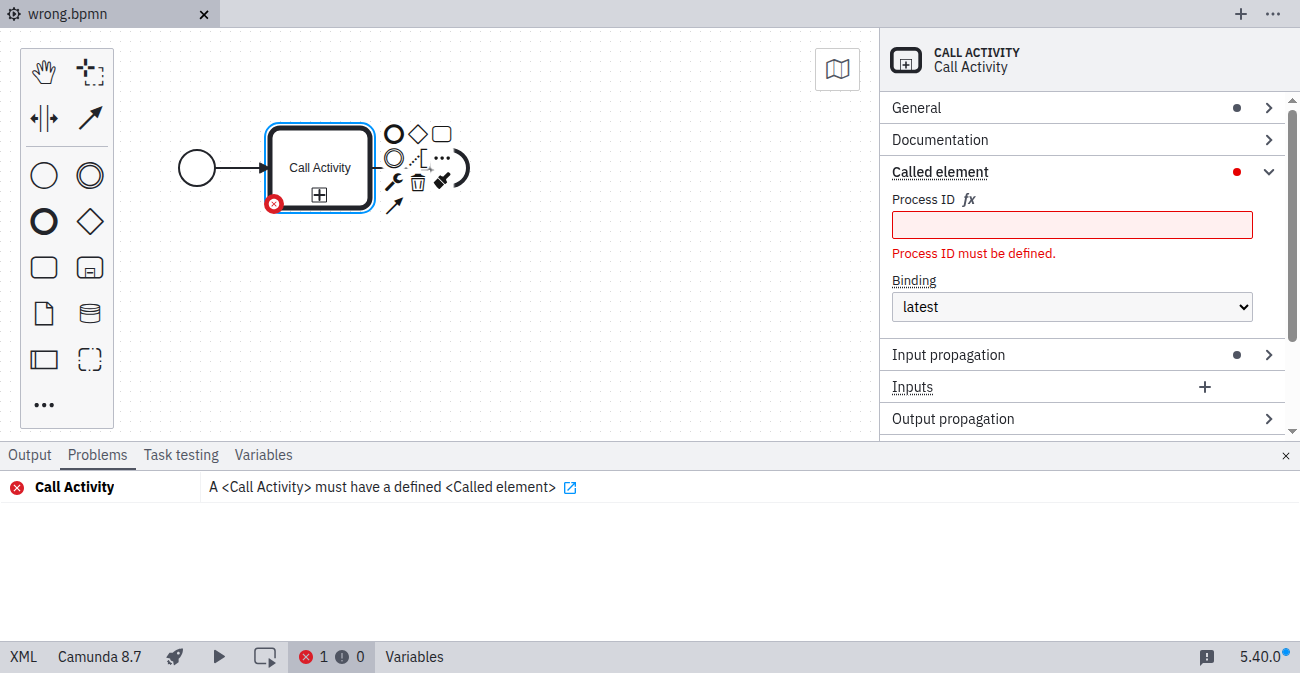 wrong.bpmn
CALL ACTIVITY
Call Activity
General
Documentation
Called element
Process ID fx
Process ID must be defined.
Binding
latest
Input propagation
Inputs
Output propagation
Call Activity
Output Problems Task testing Variables
Call Activity A <Call Activity> must have a defined <Called element>
XML Camunda 8.7 1 0 Variables 5.40.0